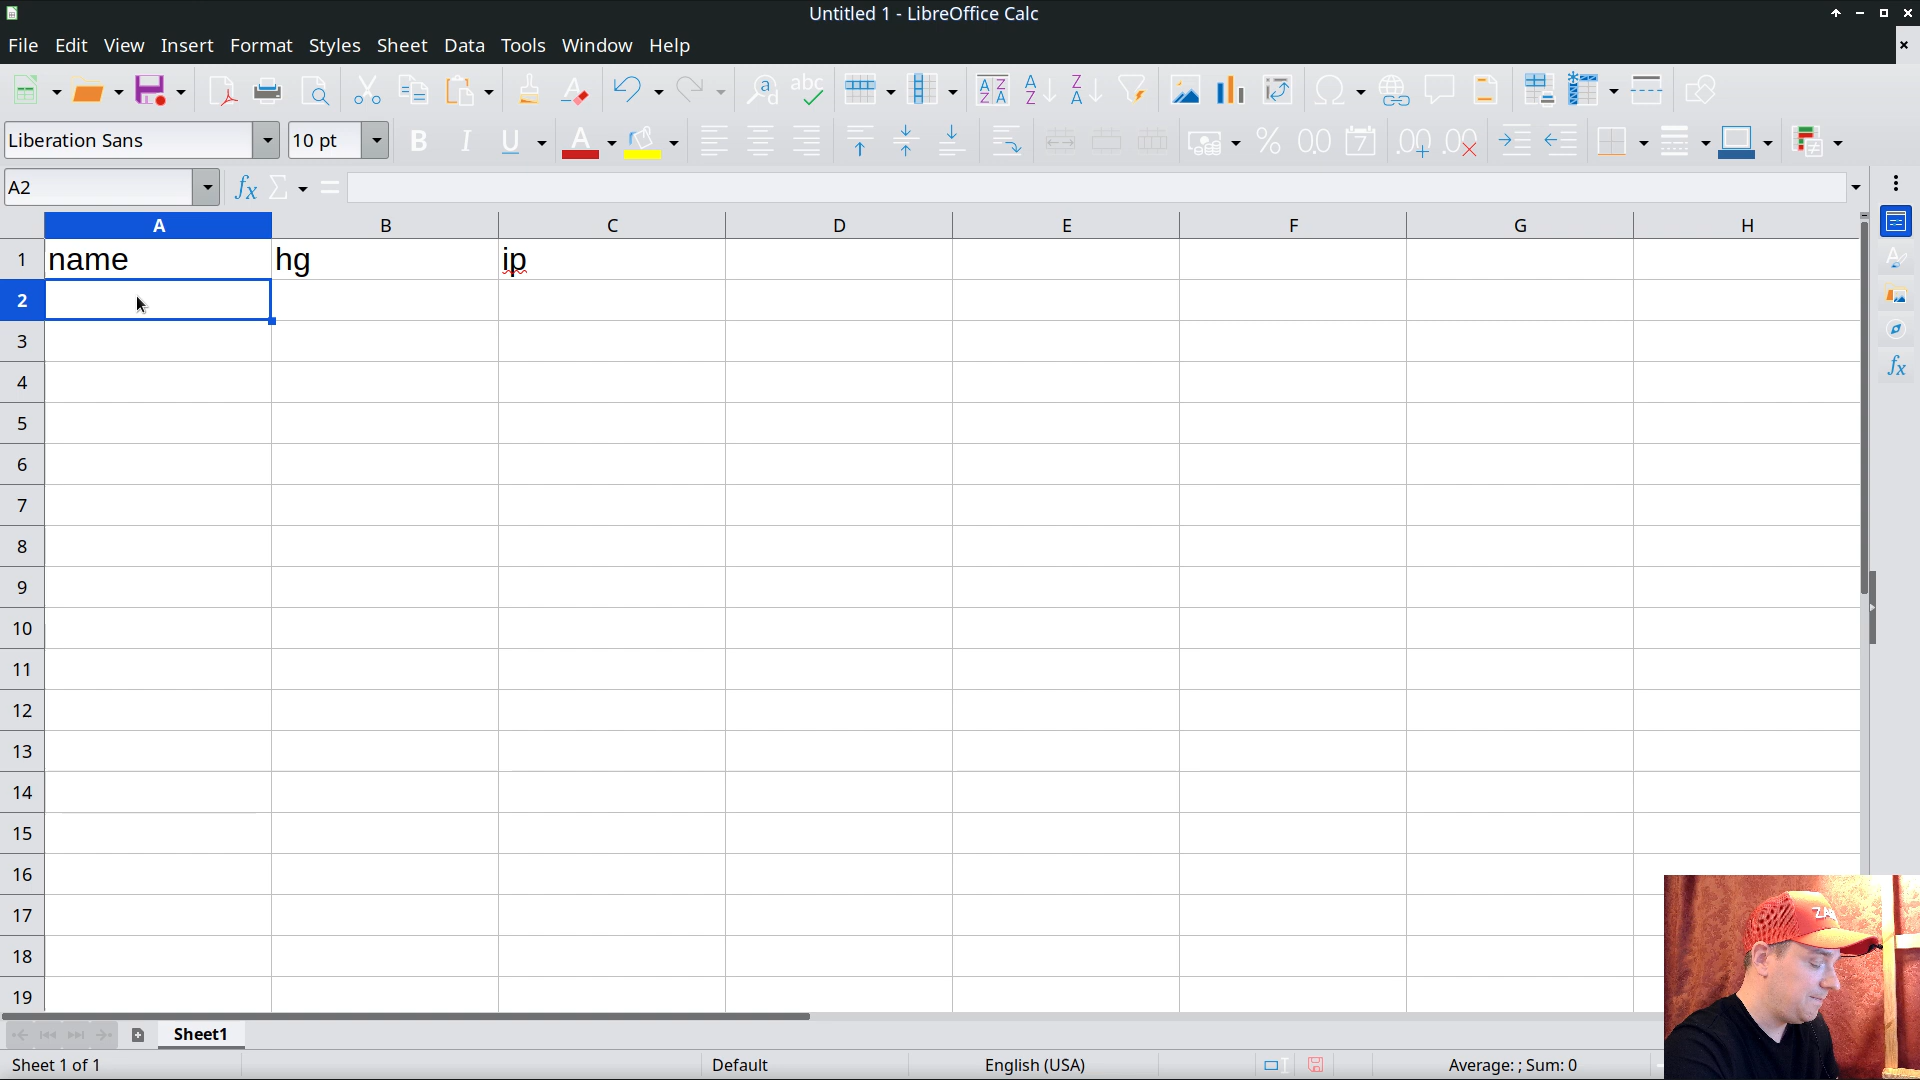 Untitled 1 - LibreOffice Calc
File Edit View Insert Format Styles Sheet Data Tools Window Help
Liberation Sans 10 pt
A2
A B C D E F G H
1 name hg ip
2
3
4
5
6
7
8
9
10
11
12
13
14
15
16
17
18
19
Sheet1
Sheet 1 of 1 Default English (USA) Average: ; Sum: 0